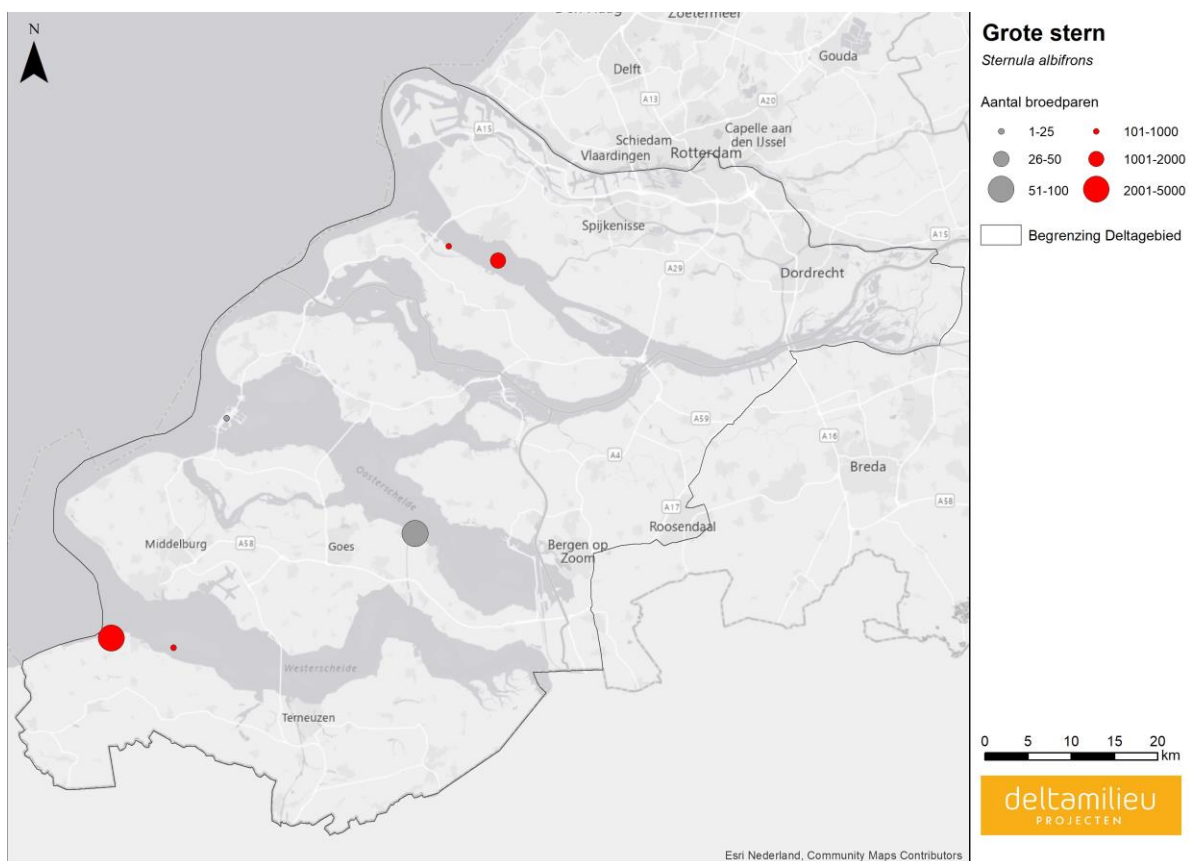 N
Den Haag
Zoetermeer
Gouda
Delft
A13
A20
A15
Schiedam
Capelle aan
den IJssel
Vlaardingen
Rotterdam
Spijkenisse
A15
A29
Dordrecht
A59
A16
A4
Breda
A58
Oosterschelde
A17
Roosendaal
Middelburg
A58
Goes
Bergen op
Zoom
Westerschelde
Terneuzen
Esri Nederland, Community Maps Contributors
Grote stern
Sternula albifrons
Aantal broedparen
1-25
101-1000
26-50
1001-2000
51-100
2001-5000
Begrenzing Deltagebied
0 5 10 15 20
km
deltamilieu
PROJECTEN